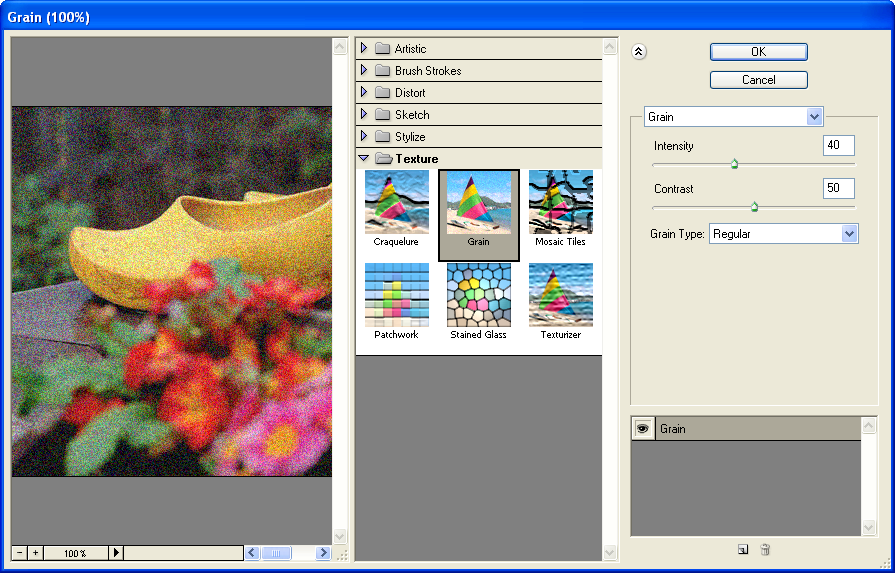 Grain (100%)
Artistic
Brush Strokes
Distort
Sketch
Stylize
Texture
Craquelure
Grain
Mosaic Tiles
Patchwork
Stained Glass
Texturizer
OK
Cancel
Grain
Intensity 40
Contrast 50
Grain Type: Regular
Grain
- + 100%